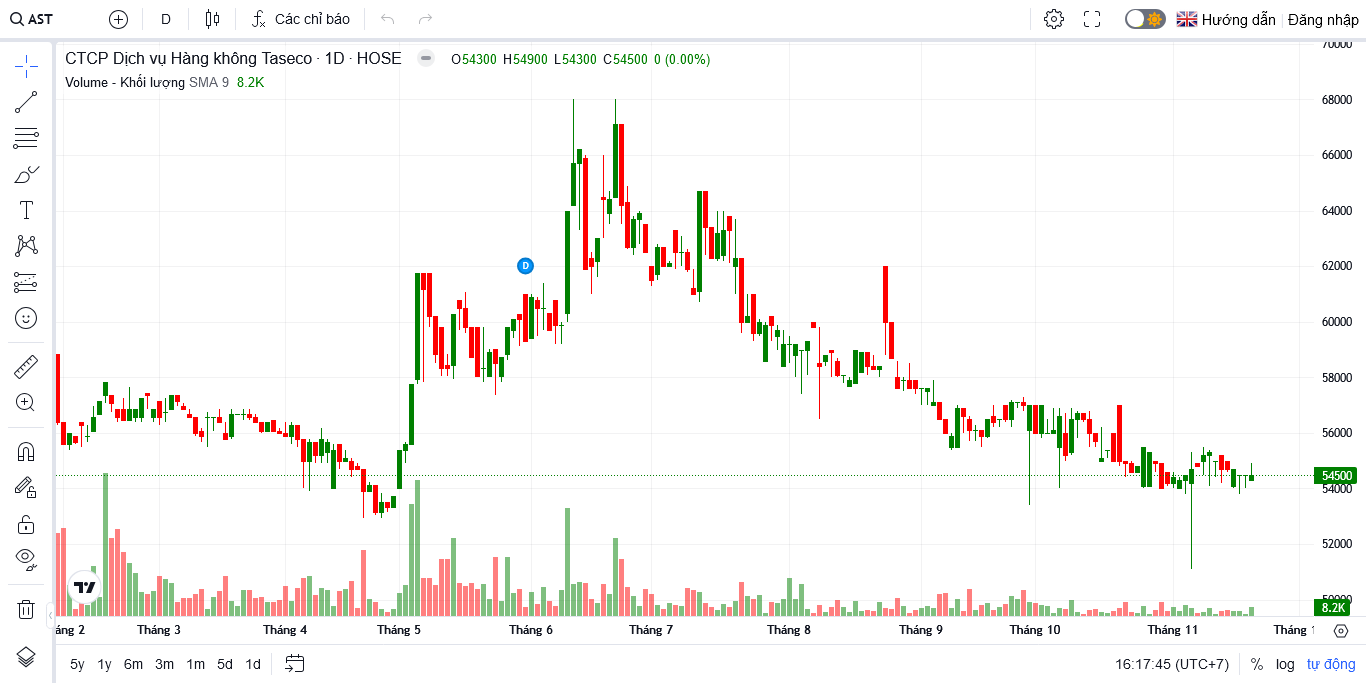 AST D Các chỉ báo Hướng dẫn Đăng nhập
CTCP Dịch vụ Hàng không Taseco · 1D · HOSE O54300 H54900 L54300 C54500 0 (0.00%)
Volume - Khối lượng SMA 9 8.2K
70000
68000
66000
64000
62000
D
60000
58000
56000
54500
54000
52000
50000
8.2K
áng 2 Tháng 3 Tháng 4 Tháng 5 Tháng 6 Tháng 7 Tháng 8 Tháng 9 Tháng 10 Tháng 11 Tháng 1
5y 1y 6m 3m 1m 5d 1d 16:17:45 (UTC+7) % log tự động